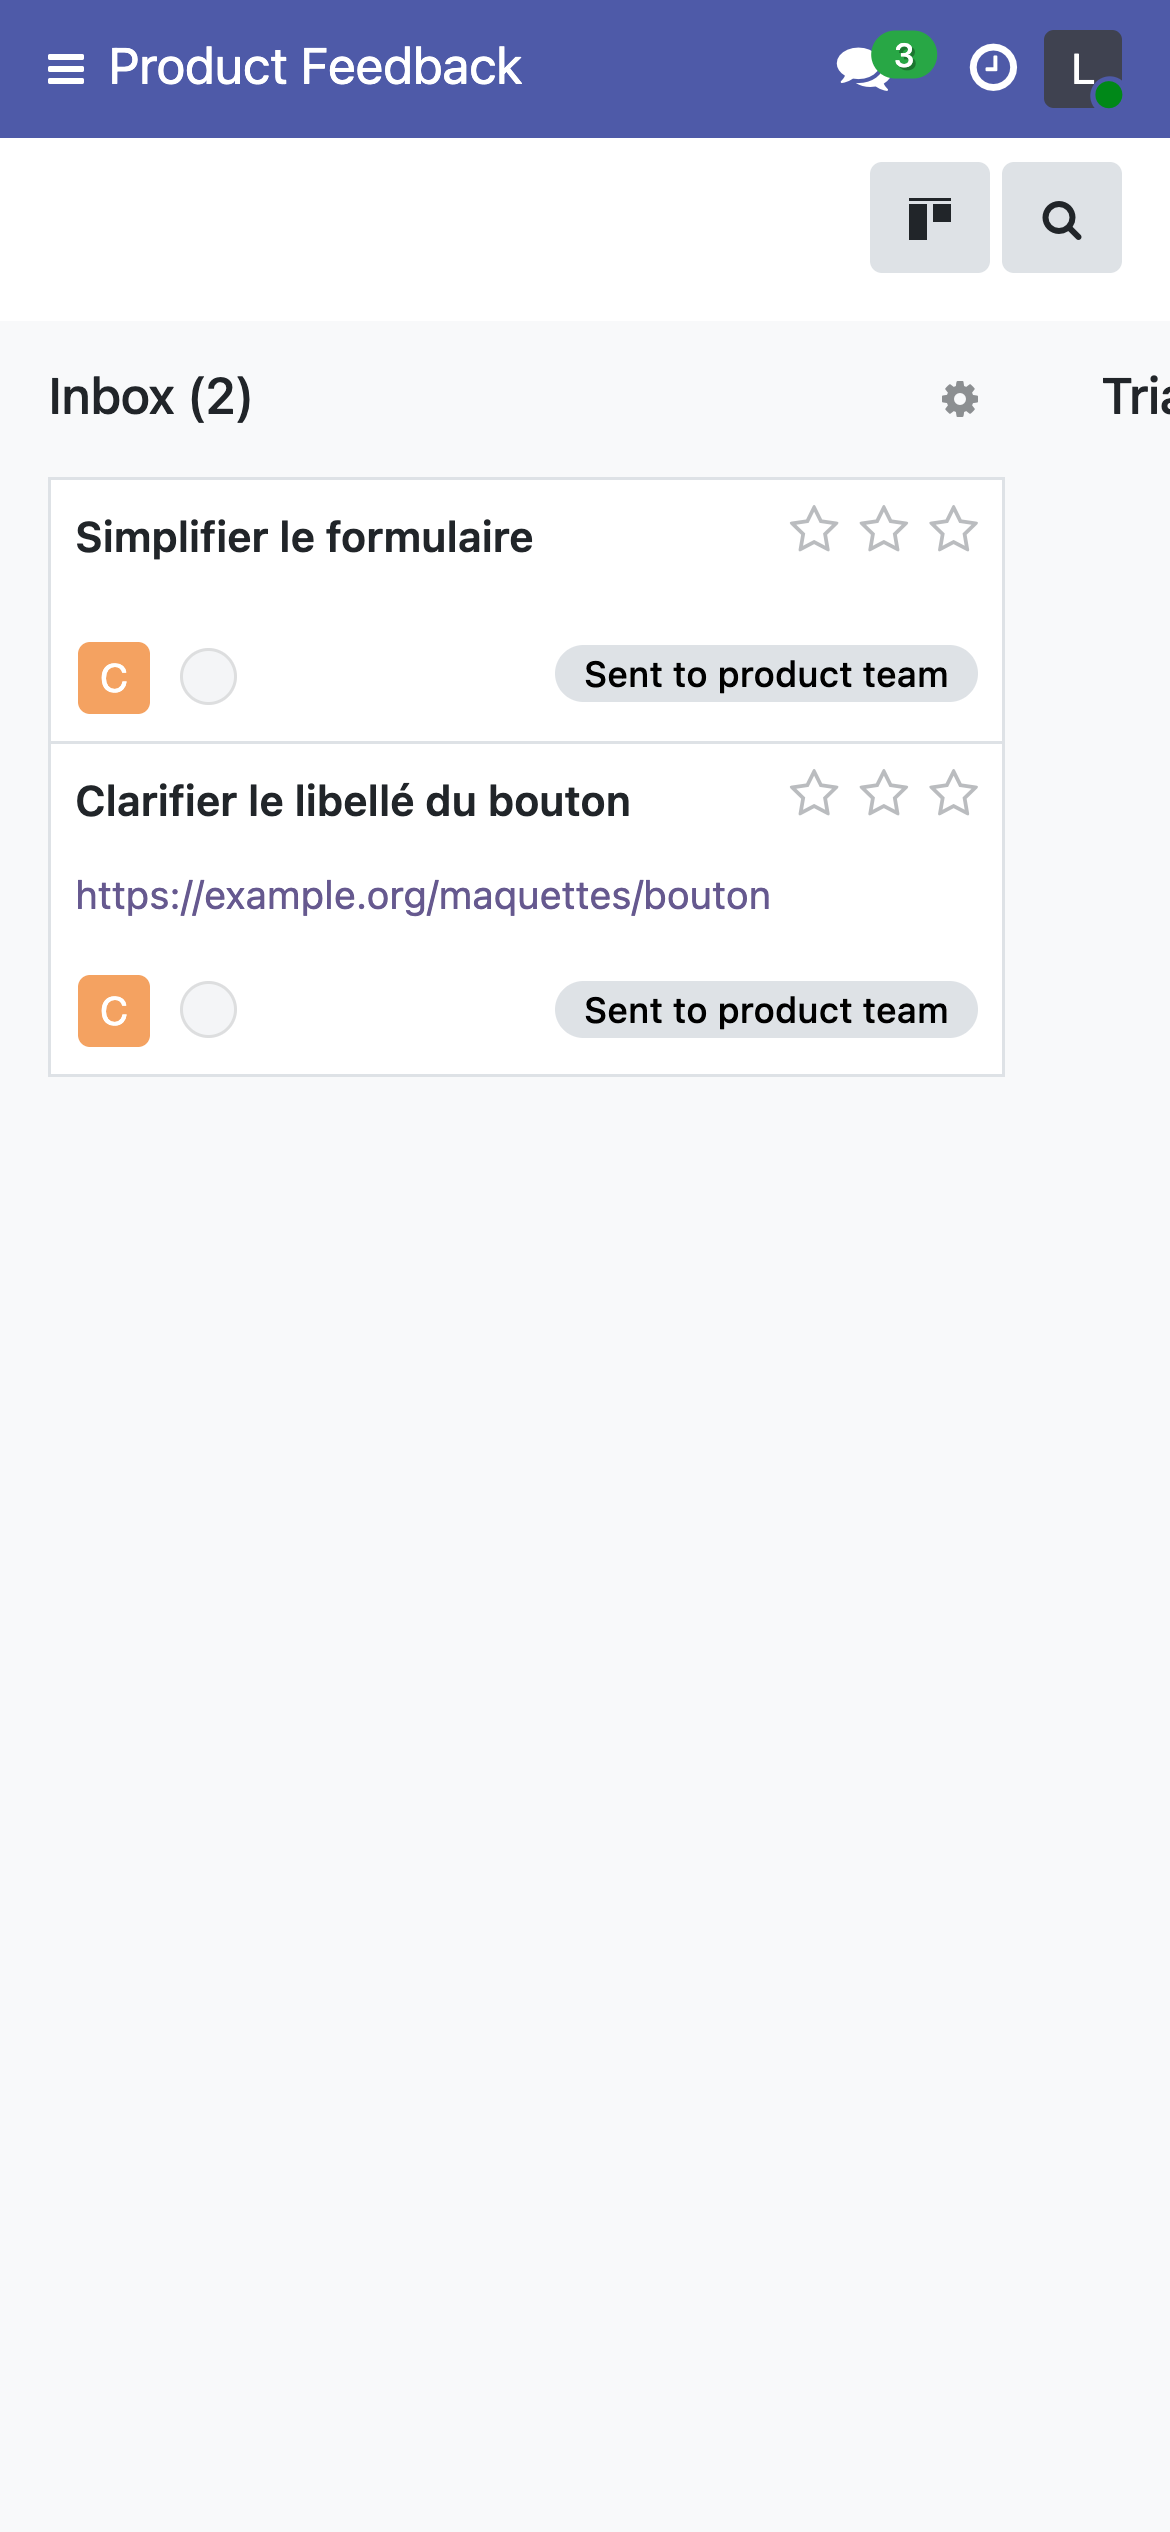 Product Feedback
3
L
Inbox (2)
Tria
Simplifier le formulaire
C
Sent to product team
Clarifier le libellé du bouton
https://example.org/maquettes/bouton
C
Sent to product team